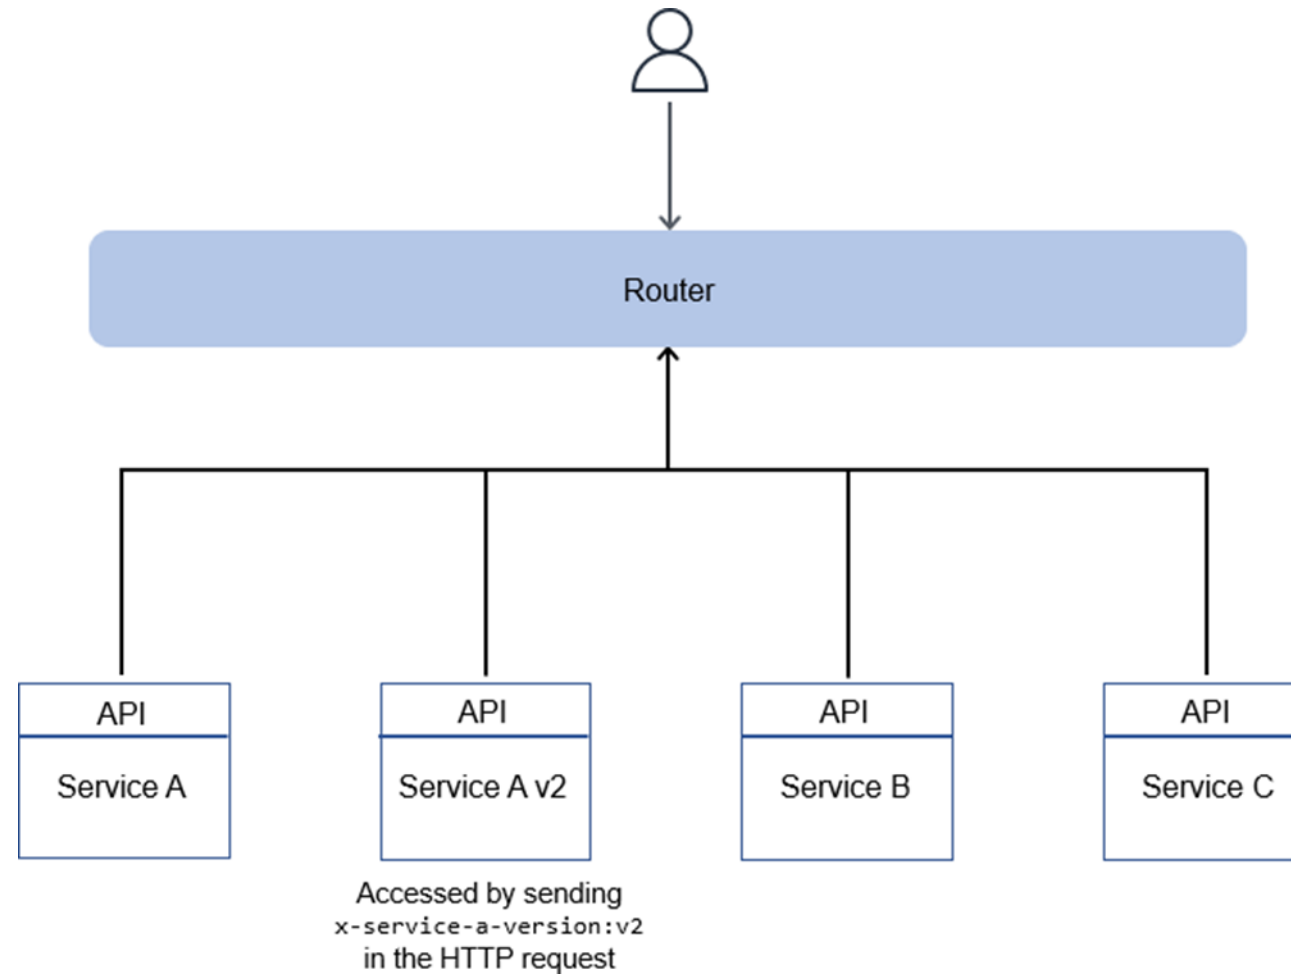 Router
API
Service A
API
Service A v2
API
Service B
API
Service C
Accessed by sending
x-service-a-version:v2
in the HTTP request